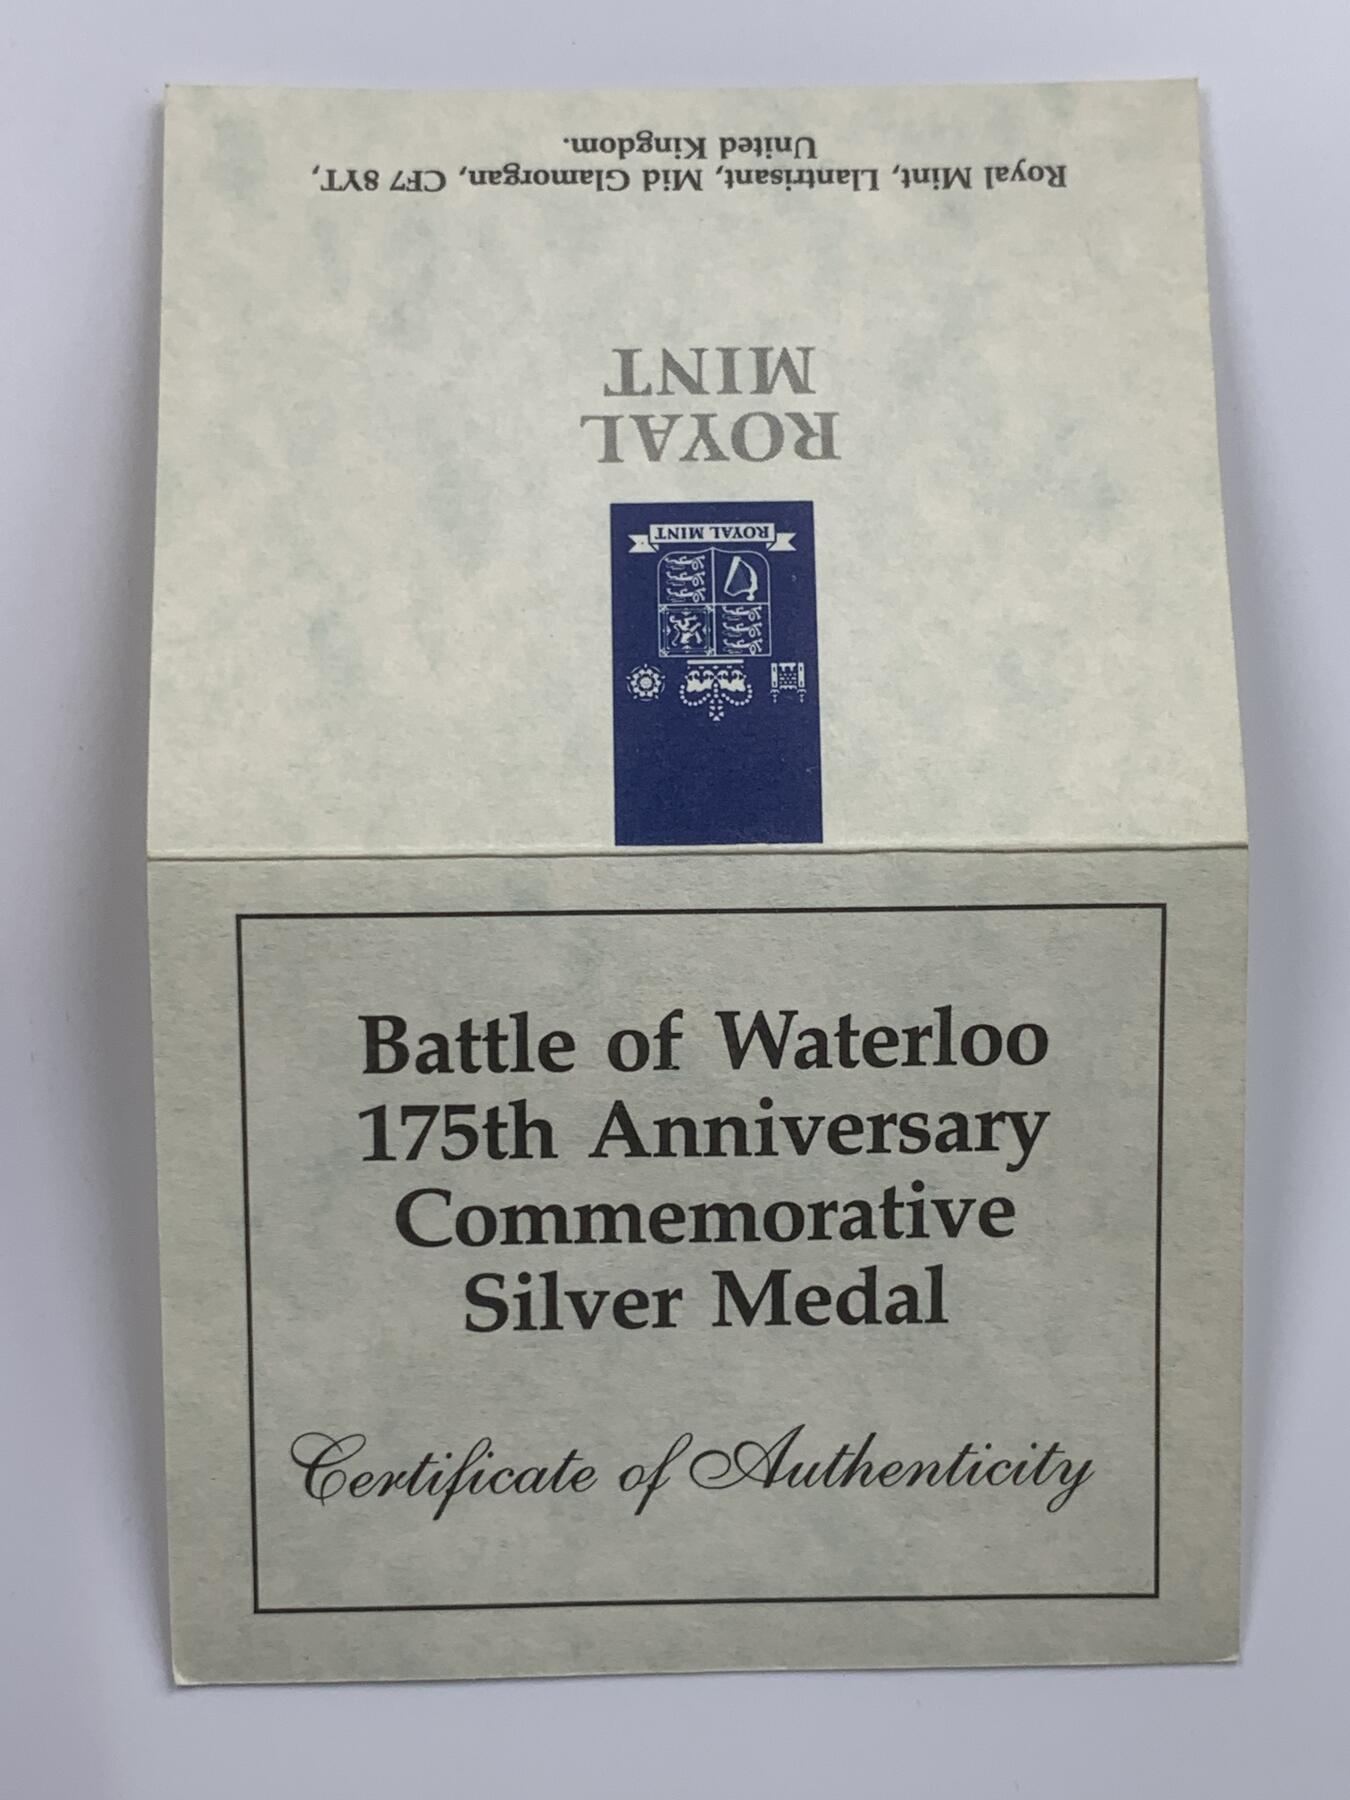 Royal Mint, Llantrisant, Mid Glamorgan, CF7 8YT,
United Kingdom.
ROYAL
MINT
ROYAL MINT
Battle of Waterloo
175th Anniversary
Commemorative
Silver Medal
Certificate of Authenticity